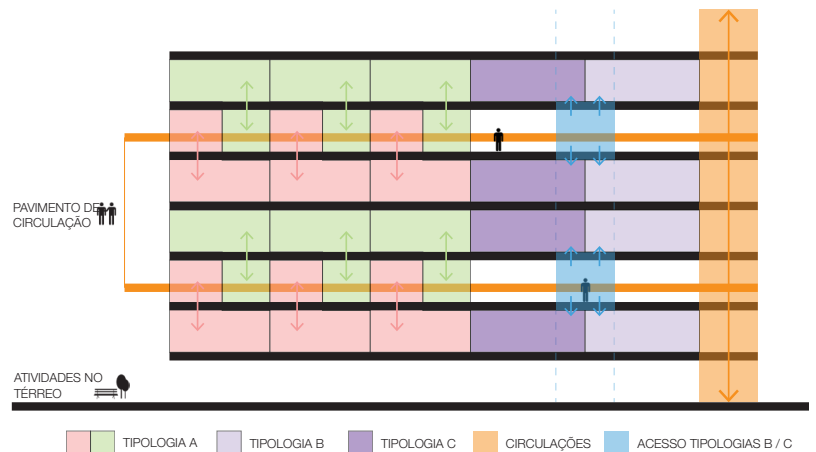 PAVIMENTO DE
CIRCULAÇÃO
ATIVIDADES NO
TÉRREO
TIPOLOGIA A
TIPOLOGIA B
TIPOLOGIA C
CIRCULAÇÕES
ACESSO TIPOLOGIAS B / C